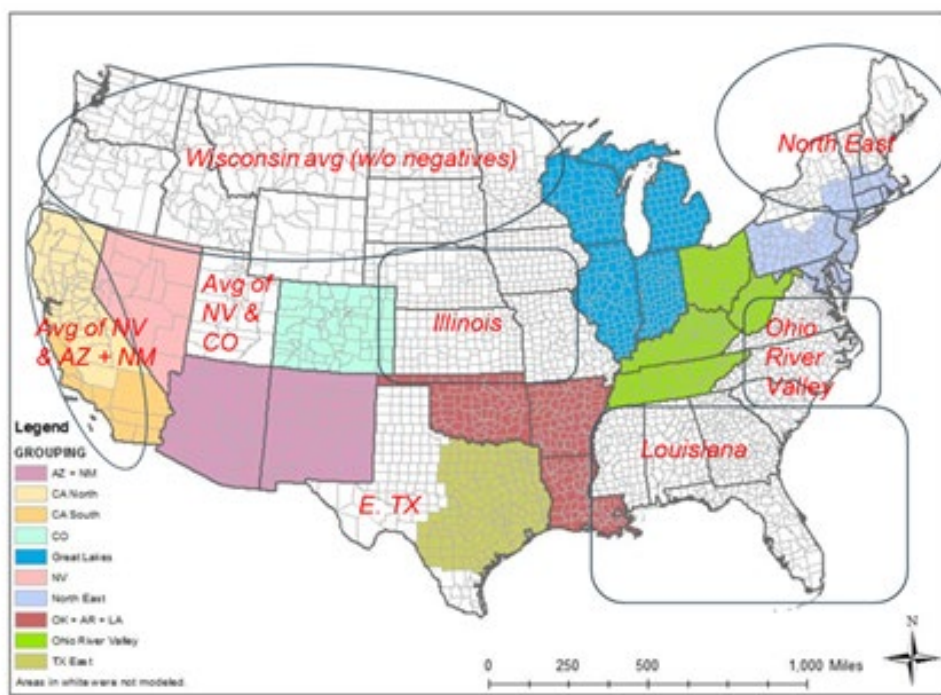 Wisconsin avg (w/o negatives)
North East
Avg of
NV &
CO
Avg of NV
& AZ + NM
Illinois
Ohio
River
Valley
Louisiana
E. TX
Legend
GROUPING
AZ + NM
CA North
CA South
CO
Great Lakes
NV
North East
OK + AR + LA
Ohio River Valley
TX East
Areas in white were not modeled.
N
0 250 500 1,000 Miles